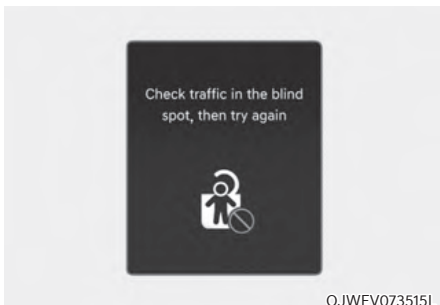 Check traffic in the blind
spot, then try again
OJWEV073515L